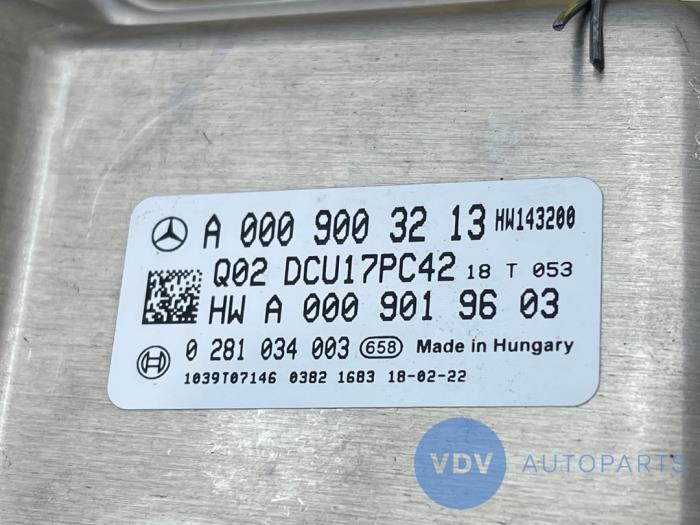 A 000 900 32 13 HW143200
Q02 DCU17PC42 18 T 053
HW A 000 901 96 03
0 281 034 003 658 Made in Hungary
1039T07146 0382 1683 18-02-22
VDV AUTOPARTS